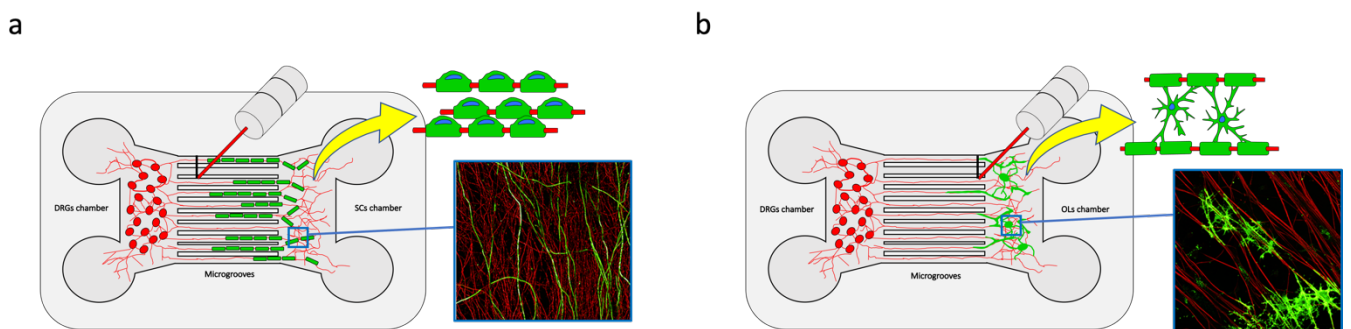 a
b
DRGs chamber
SCs chamber
Microgrooves
DRGs chamber
OLs chamber
Microgrooves